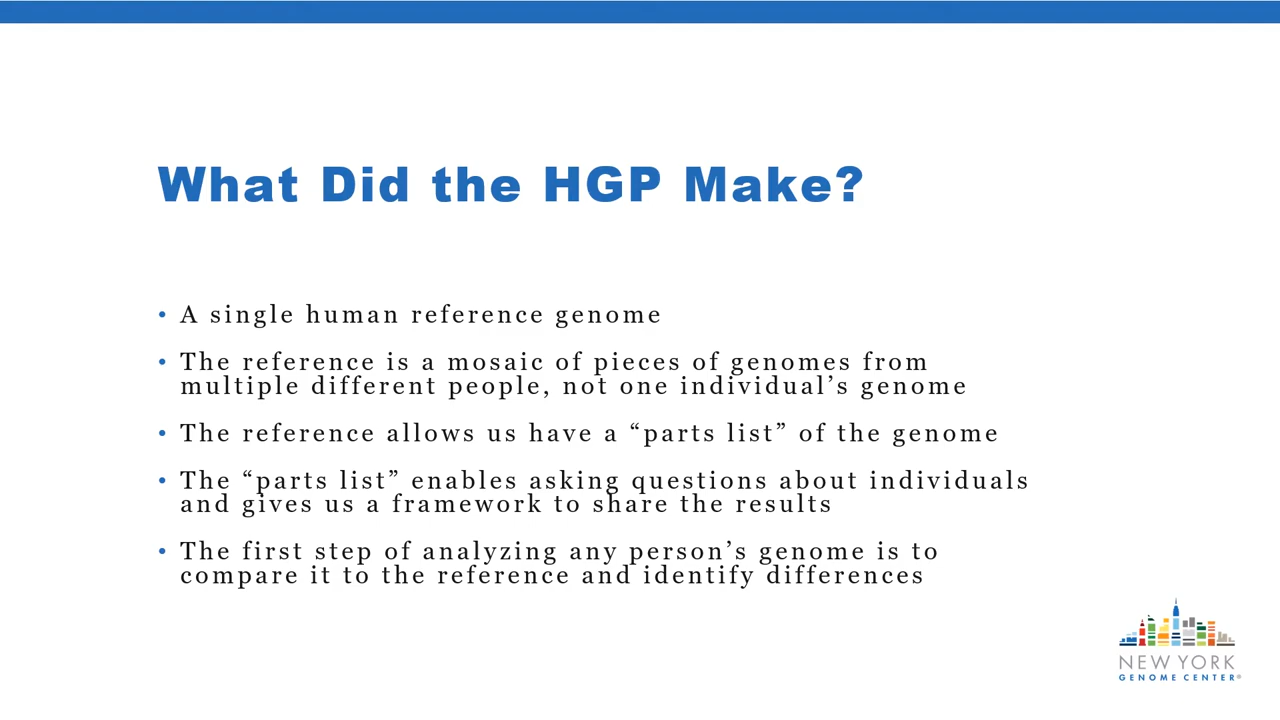 What Did the HGP Make?
• A single human reference genome
• The reference is a mosaic of pieces of genomes from
multiple different people, not one individual’s genome
• The reference allows us have a “parts list” of the genome
• The “parts list” enables asking questions about individuals
and gives us a framework to share the results
• The first step of analyzing any person’s genome is to
compare it to the reference and identify differences
NEW YORK
GENOME CENTER®